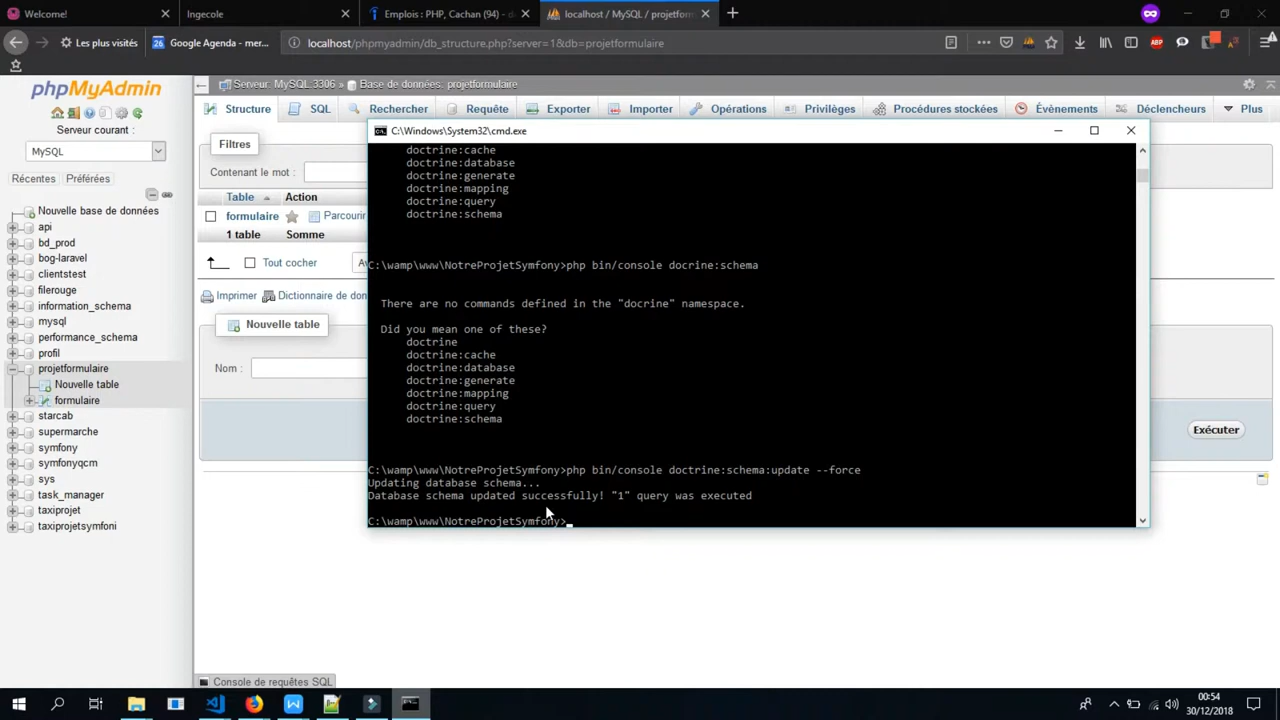 Welcome!
Ingecole
Emplois : PHP, Cachan (94) - d
localhost / MySQL / projetform
Les plus visités
26 Google Agenda - mer...
localhost/phpmyadmin/db_structure.php?server=1&db=projetformulaire
ABP
phpMyAdmin
Serveur courant :
MySQL
Récentes
Préférées
Nouvelle base de données
api
bd_prod
bog-laravel
clientstest
filerouge
information_schema
mysql
performance_schema
profil
projetformulaire
Nouvelle table
formulaire
starcab
supermarche
symfony
symfonyqcm
sys
task_manager
taxiprojet
taxiprojetsymfoni
Serveur: MySQL:3306 » Base de données: projetformulaire
Structure
SQL
Rechercher
Requête
Exporter
Importer
Opérations
Privilèges
Procédures stockées
Évènements
Déclencheurs
Plus
Filtres
Contenant le mot :
Table
Action
formulaire
Parcourir
1 table
Somme
Tout cocher
Imprimer
Dictionnaire de don
Nouvelle table
Nom :
Exécuter
Console de requêtes SQL
C:\Windows\System32\cmd.exe
doctrine:cache
doctrine:database
doctrine:generate
doctrine:mapping
doctrine:query
doctrine:schema
C:\wamp\www\NotreProjetSymfony>php bin/console docrine:schema
There are no commands defined in the "docrine" namespace.
Did you mean one of these?
doctrine
doctrine:cache
doctrine:database
doctrine:generate
doctrine:mapping
doctrine:query
doctrine:schema
C:\wamp\www\NotreProjetSymfony>php bin/console doctrine:schema:update --force
Updating database schema...
Database schema updated successfully! "1" query was executed
C:\wamp\www\NotreProjetSymfony>
00:54
30/12/2018